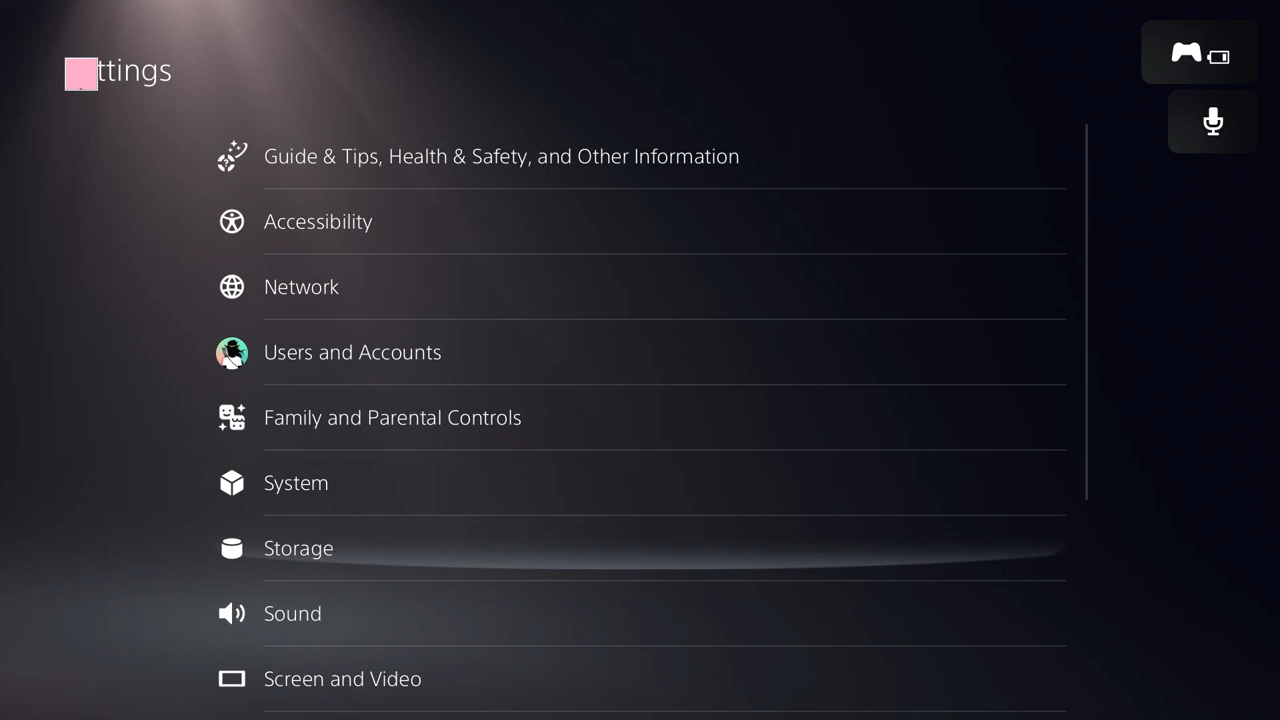 ttings
Guide & Tips, Health & Safety, and Other Information
Accessibility
Network
Users and Accounts
Family and Parental Controls
System
Storage
Sound
Screen and Video